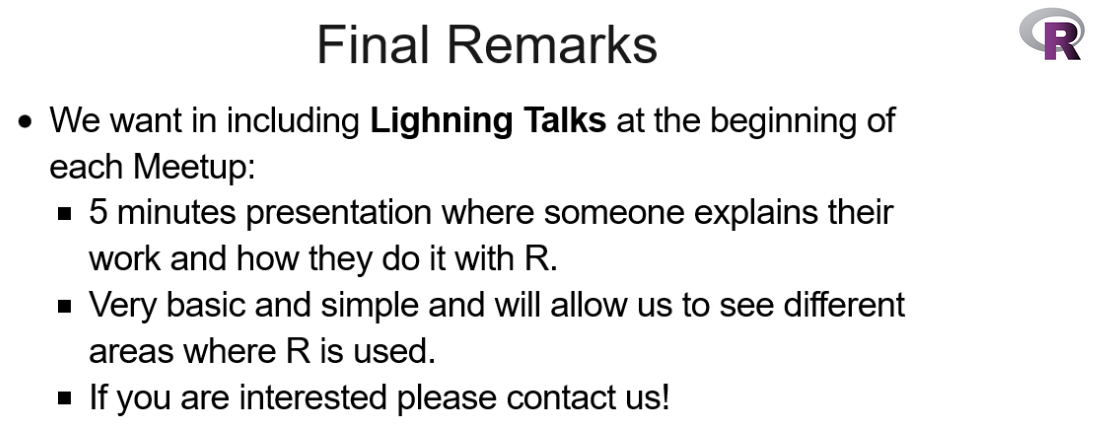 Final Remarks
R
• We want in including Lighning Talks at the beginning of
each Meetup:
▪ 5 minutes presentation where someone explains their
work and how they do it with R.
▪ Very basic and simple and will allow us to see different
areas where R is used.
▪ If you are interested please contact us!